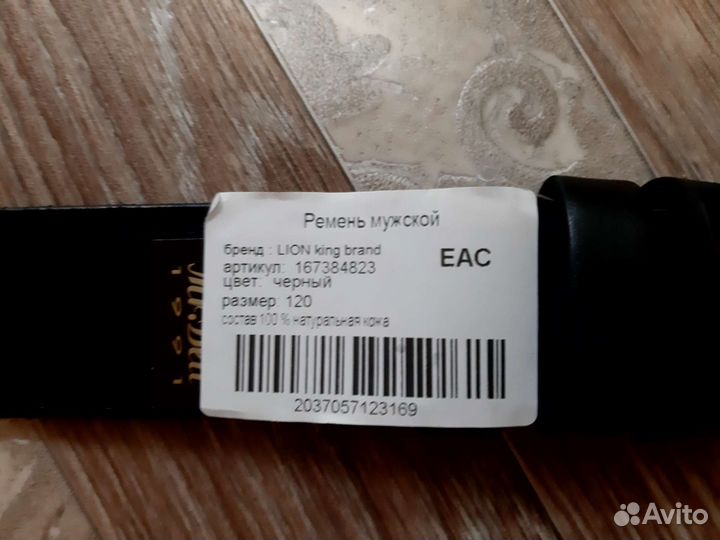 Ремень мужской
бренд : LION king brand
EAC
артикул: 167384823
цвет: черный
размер 120
состав 100 % натуральная кожа
2037057123169
1991
Avito